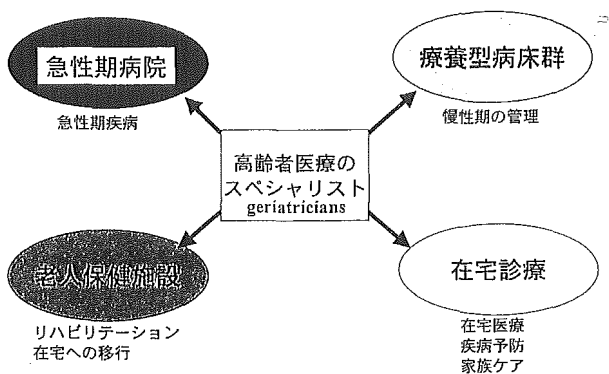 急性期病院
急性期疾病
療養型病床群
慢性期の管理
高齢者医療の
スペシャリスト
geriatricians
老人保健施設
リハビリテーション
在宅への移行
在宅診療
在宅医療
疾病予防
家族ケア